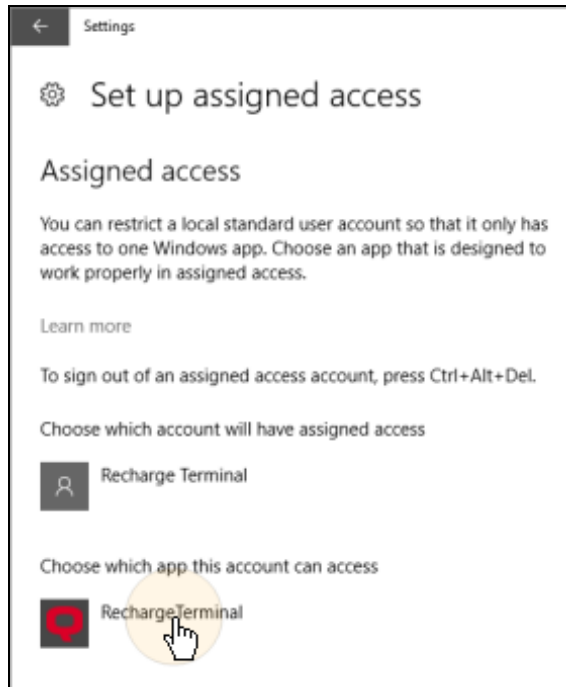 Settings
Set up assigned access
Assigned access
You can restrict a local standard user account so that it only has
access to one Windows app. Choose an app that is designed to
work properly in assigned access.
Learn more
To sign out of an assigned access account, press Ctrl+Alt+Del.
Choose which account will have assigned access
Recharge Terminal
Choose which app this account can access
RechargeTerminal